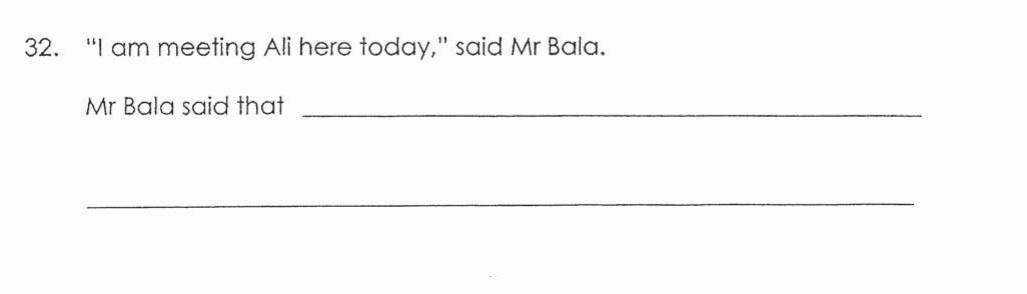 32. "I am meeting Ali here today," said Mr Bala.
Mr Bala said that